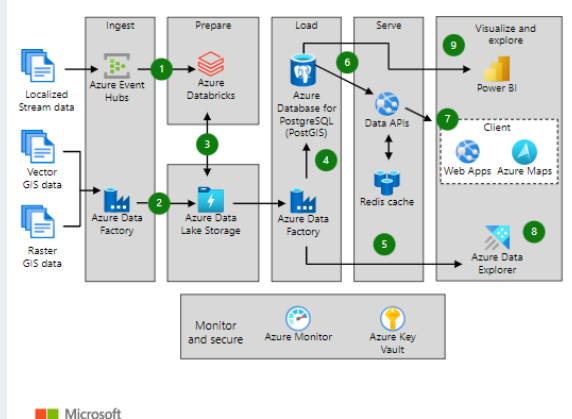 Ingest
Prepare
Load
Serve
Visualize and
explore
Localized
Stream data
Azure Event
Hubs
1
Azure
Databricks
Azure
Database for
PostgreSQL
(PostGIS)
6
Data APIs
9
Power BI
7
Client
Web Apps
Azure Maps
Vector
GIS data
3
4
Redis cache
Raster
GIS data
Azure Data
Factory
2
Azure Data
Lake Storage
Azure Data
Factory
5
8
Azure Data
Explorer
Monitor
and secure
Azure Monitor
Azure Key
Vault
Microsoft